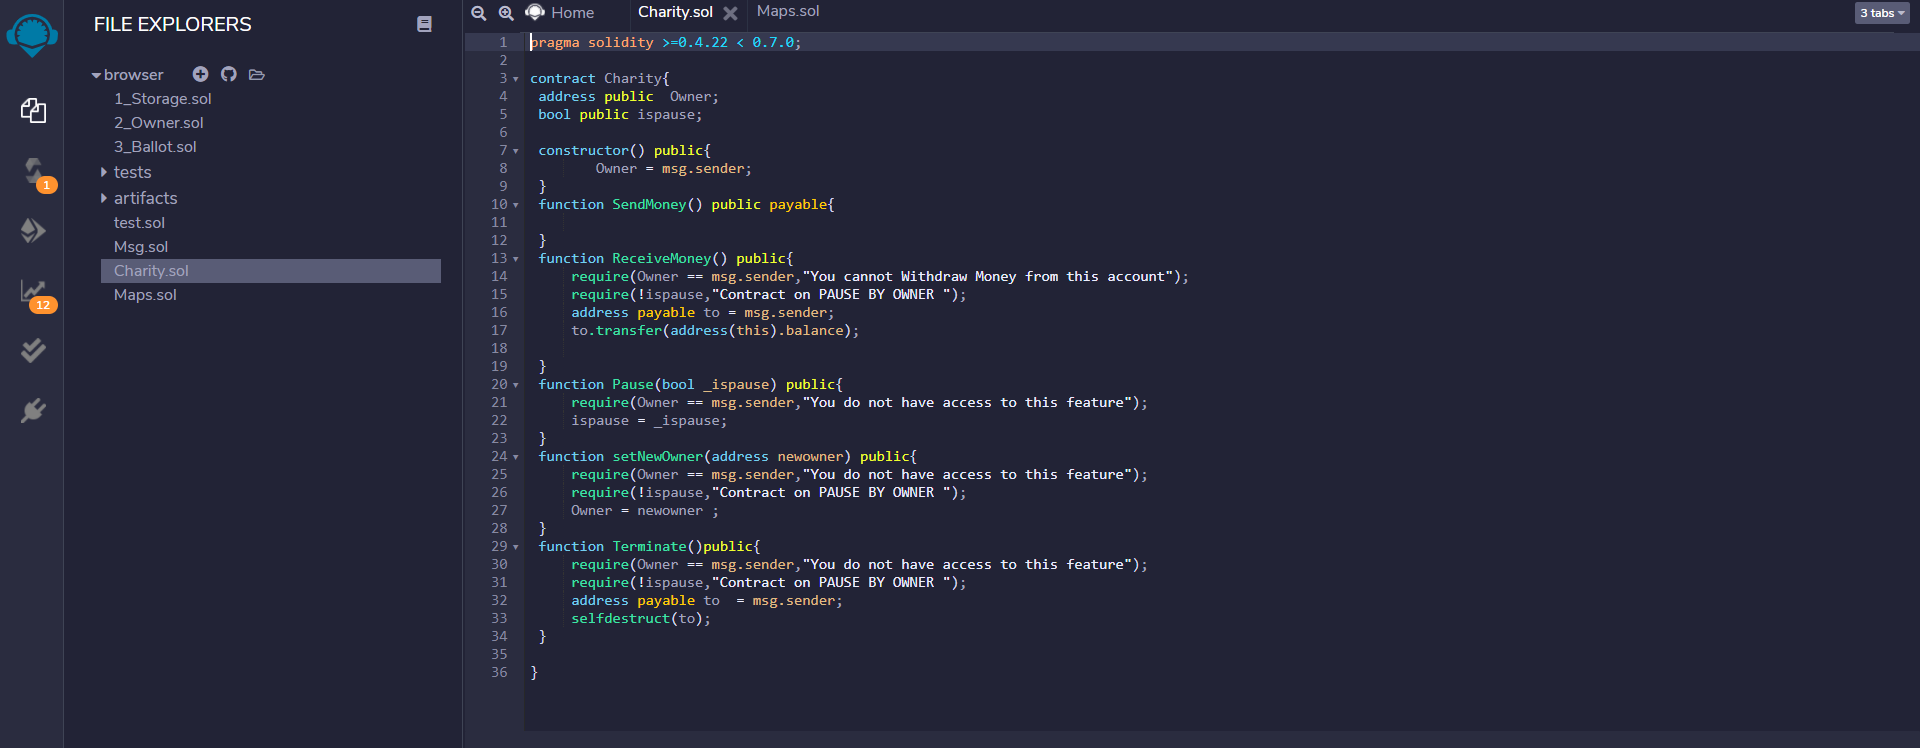 FILE EXPLORERS
browser
1_Storage.sol
2_Owner.sol
3_Ballot.sol
tests
artifacts
test.sol
Msg.sol
Charity.sol
Maps.sol
1
12
Home
Charity.sol
Maps.sol
3 tabs
1 pragma solidity >=0.4.22 < 0.7.0;
2
3 contract Charity{
4 address public  Owner;
5 bool public ispause;
6
7 constructor() public{
8 Owner = msg.sender;
9 }
10 function SendMoney() public payable{
11
12 }
13 function ReceiveMoney() public{
14 require(Owner == msg.sender,"You cannot Withdraw Money from this account");
15 require(!ispause,"Contract on PAUSE BY OWNER ");
16 address payable to = msg.sender;
17 to.transfer(address(this).balance);
18
19 }
20 function Pause(bool _ispause) public{
21 require(Owner == msg.sender,"You do not have access to this feature");
22 ispause = _ispause;
23 }
24 function setNewOwner(address newowner) public{
25 require(Owner == msg.sender,"You do not have access to this feature");
26 require(!ispause,"Contract on PAUSE BY OWNER ");
27 Owner = newowner ;
28 }
29 function Terminate()public{
30 require(Owner == msg.sender,"You do not have access to this feature");
31 require(!ispause,"Contract on PAUSE BY OWNER ");
32 address payable to  = msg.sender;
33 selfdestruct(to);
34 }
35
36 }